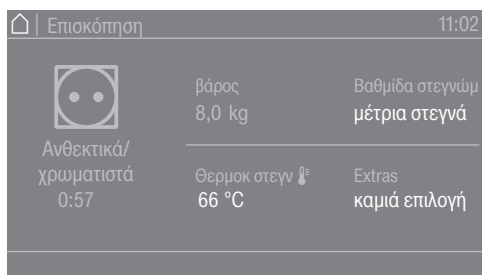 Επισκόπηση 11:02
βάρος
8,0 kg
Βαθμίδα στεγνώμ
μέτρια στεγνά
Ανθεκτικά/
χρωματιστά
0:57
Θερμοκ στεγν
66 °C
Extras
καμιά επιλογή